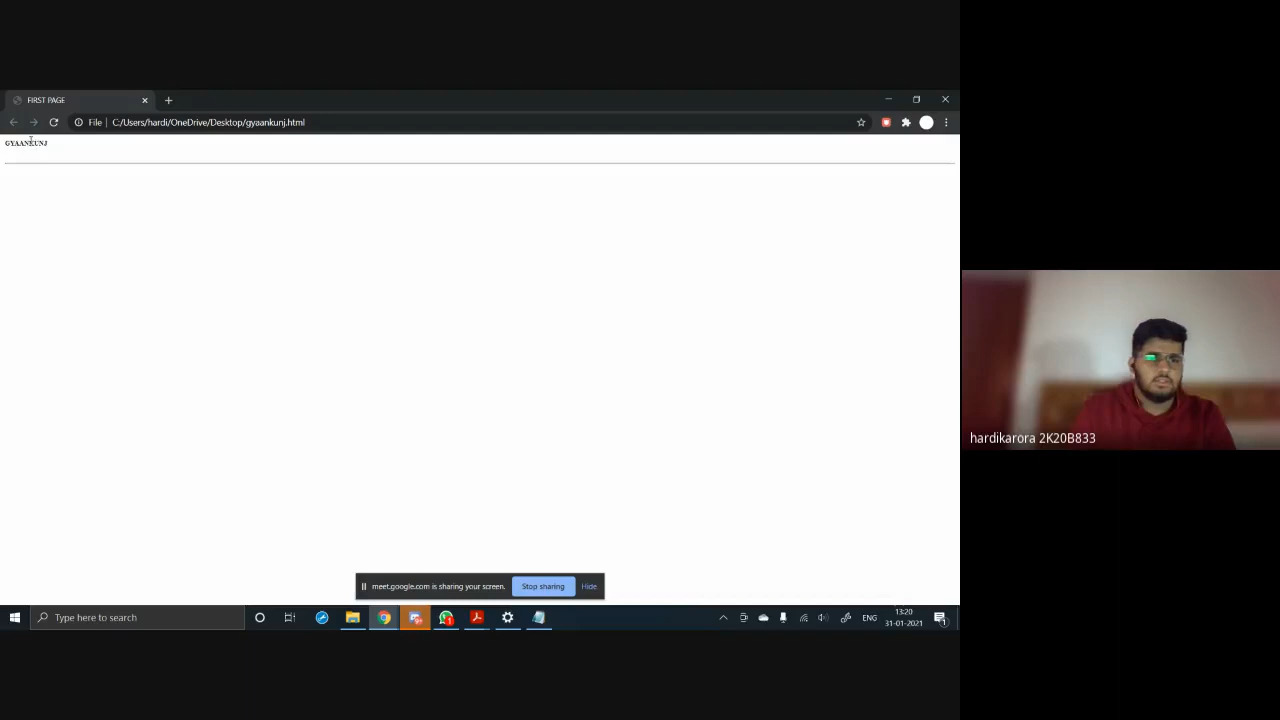 FIRST PAGE
File C:/Users/hardi/OneDrive/Desktop/gyaankunj.html
GYAANKUNJ
hardikarora 2K20B833
meet.google.com is sharing your screen. Stop sharing Hide
Type here to search
ENG
13:20
31-01-2021